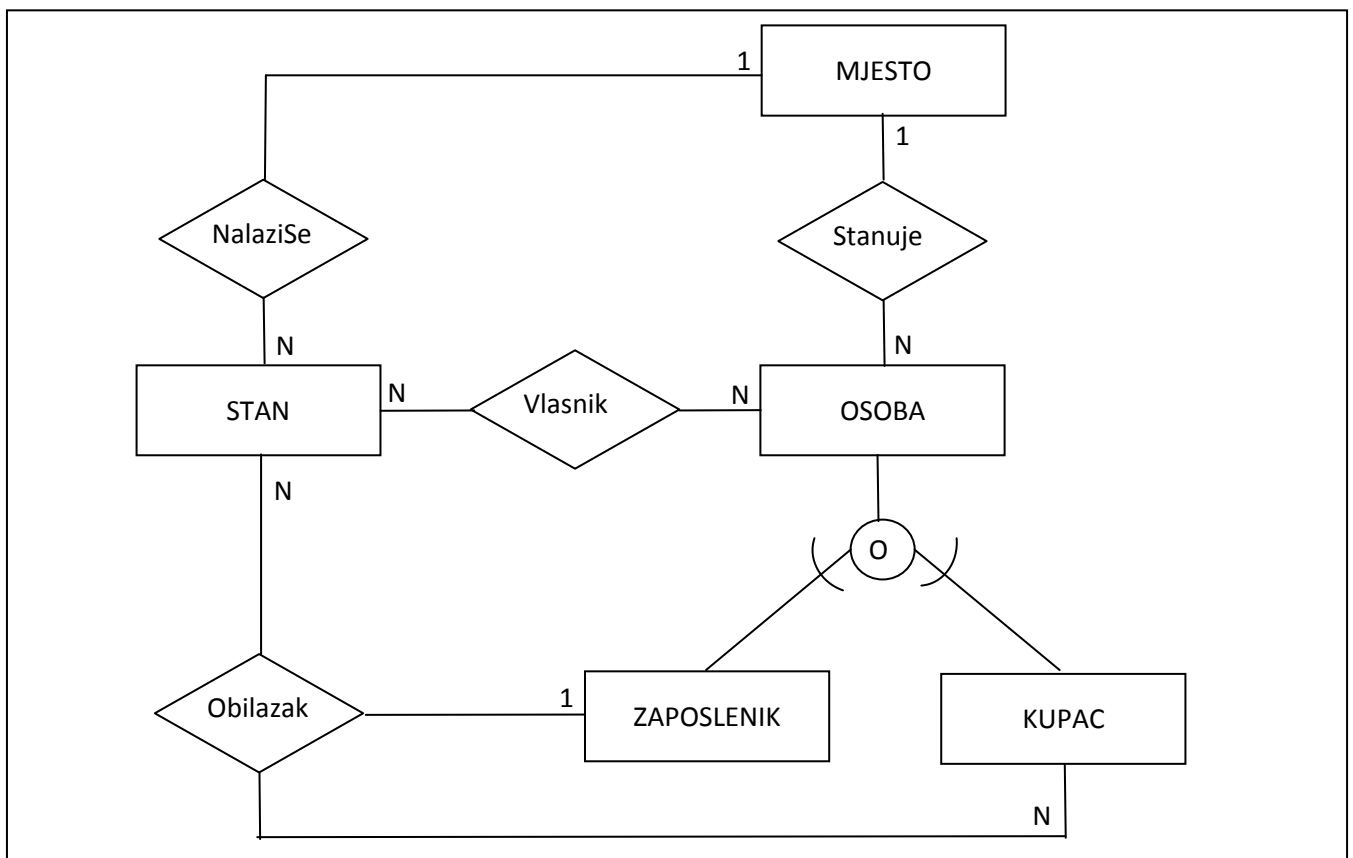 1
MJESTO
1
NalaziSe
Stanuje
N
N
STAN
N
Vlasnik
N
OSOBA
N
O
Obilazak
1
ZAPOSLENIK
KUPAC
N